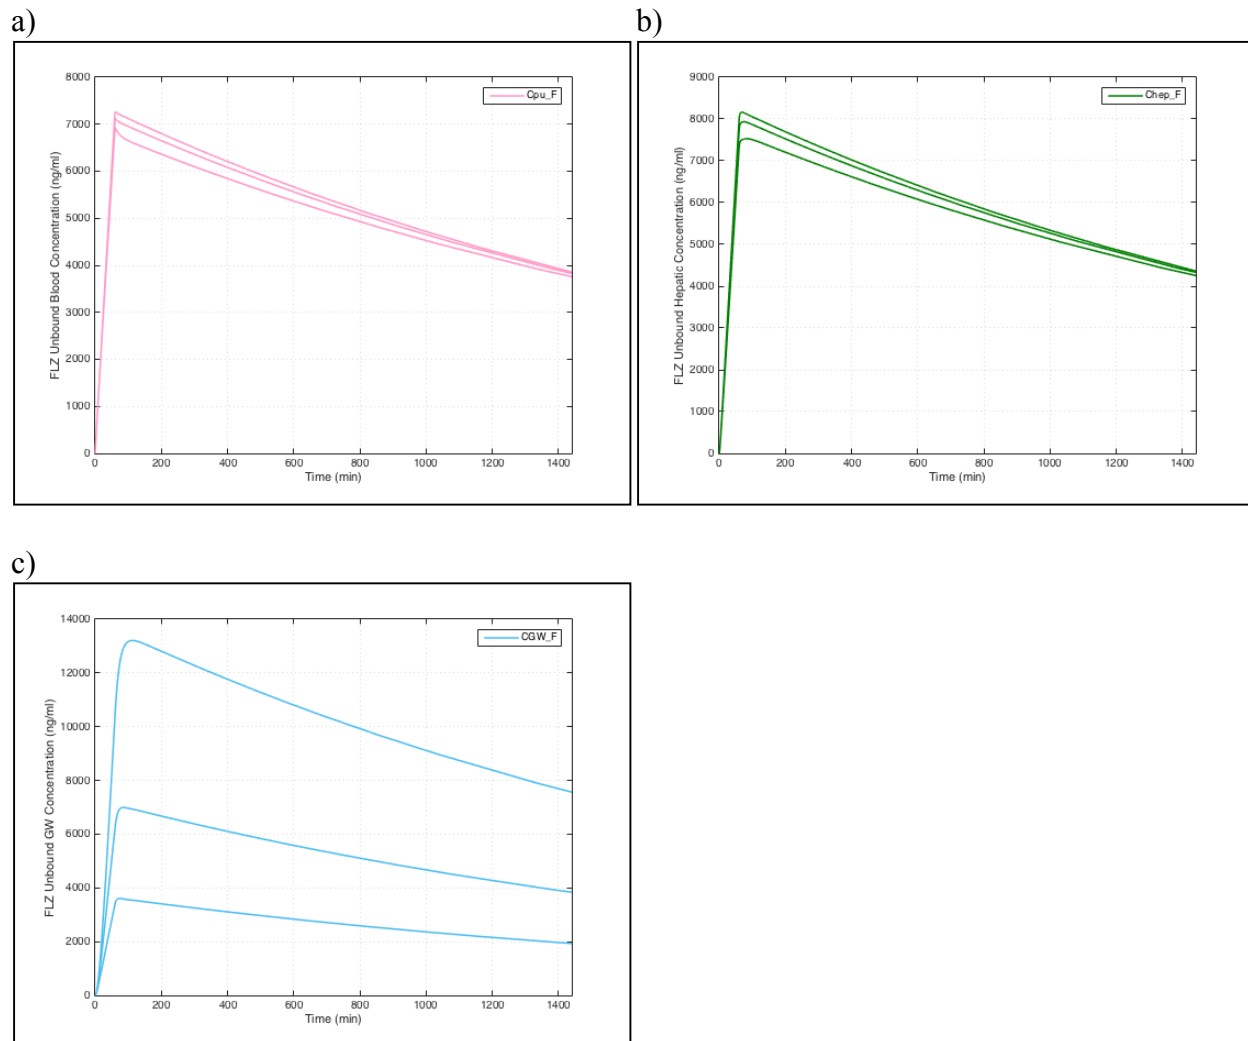 a)
8000
7000
6000
5000
4000
3000
2000
1000
0
FLZ Unbound Blood Concentration (ng/ml)
Cpu_F
0 200 400 600 800 1000 1200 1400
Time (min)
b)
9000
8000
7000
6000
5000
4000
3000
2000
1000
0
FLZ Unbound Hepatic Concentration (ng/ml)
Chep_F
0 200 400 600 800 1000 1200 1400
Time (min)
c)
14000
12000
10000
8000
6000
4000
2000
0
FLZ Unbound GW Concentration (ng/ml)
CGW_F
0 200 400 600 800 1000 1200 1400
Time (min)